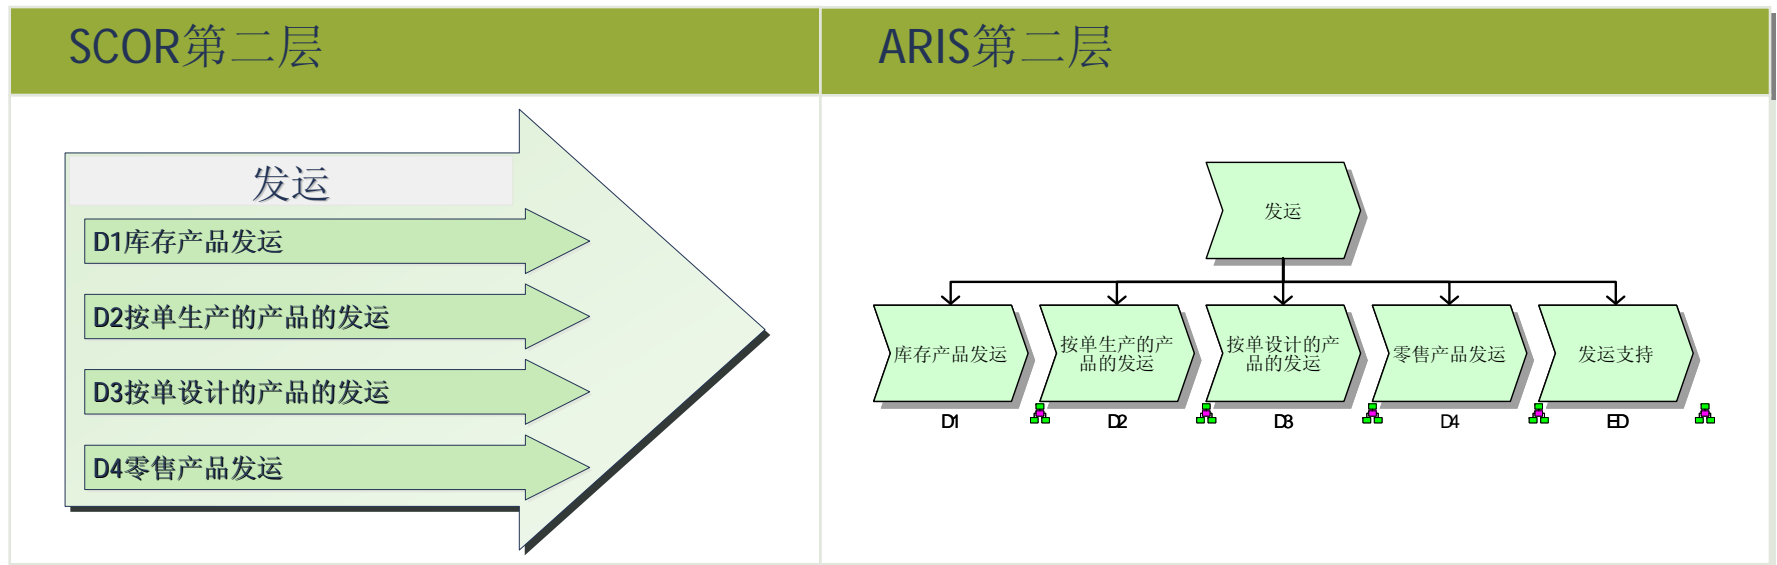 SCOR第二层
ARIS第二层
发运
D1库存产品发运
D2按单生产的产品的发运
D3按单设计的产品的发运
D4零售产品发运
发运
库存产品发运
按单生产的产
品的发运
按单设计的产
品的发运
零售产品发运
发运支持
D1
D2
D3
D4
ED